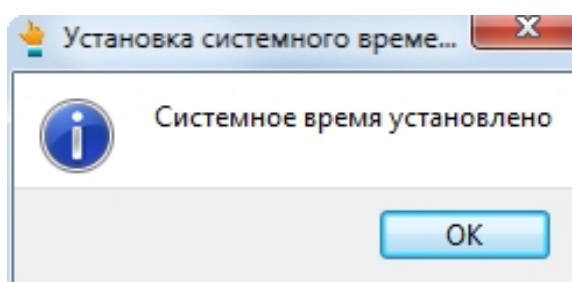 Установка системного време...
Системное время установлено
OK